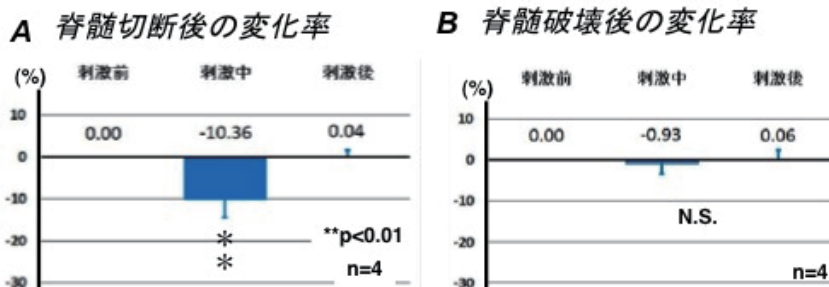 A 脊髄切断後の変化率
(%) 刺激前 刺激中 刺激後
10
0.00 -10.36 0.04
0
-10
-20
**p<0.01
n=4
-30
**
B 脊髄破壊後の変化率
(%) 刺激前 刺激中 刺激後
10
0.00 -0.93 0.06
0
-10
N.S.
-20
n=4
-30